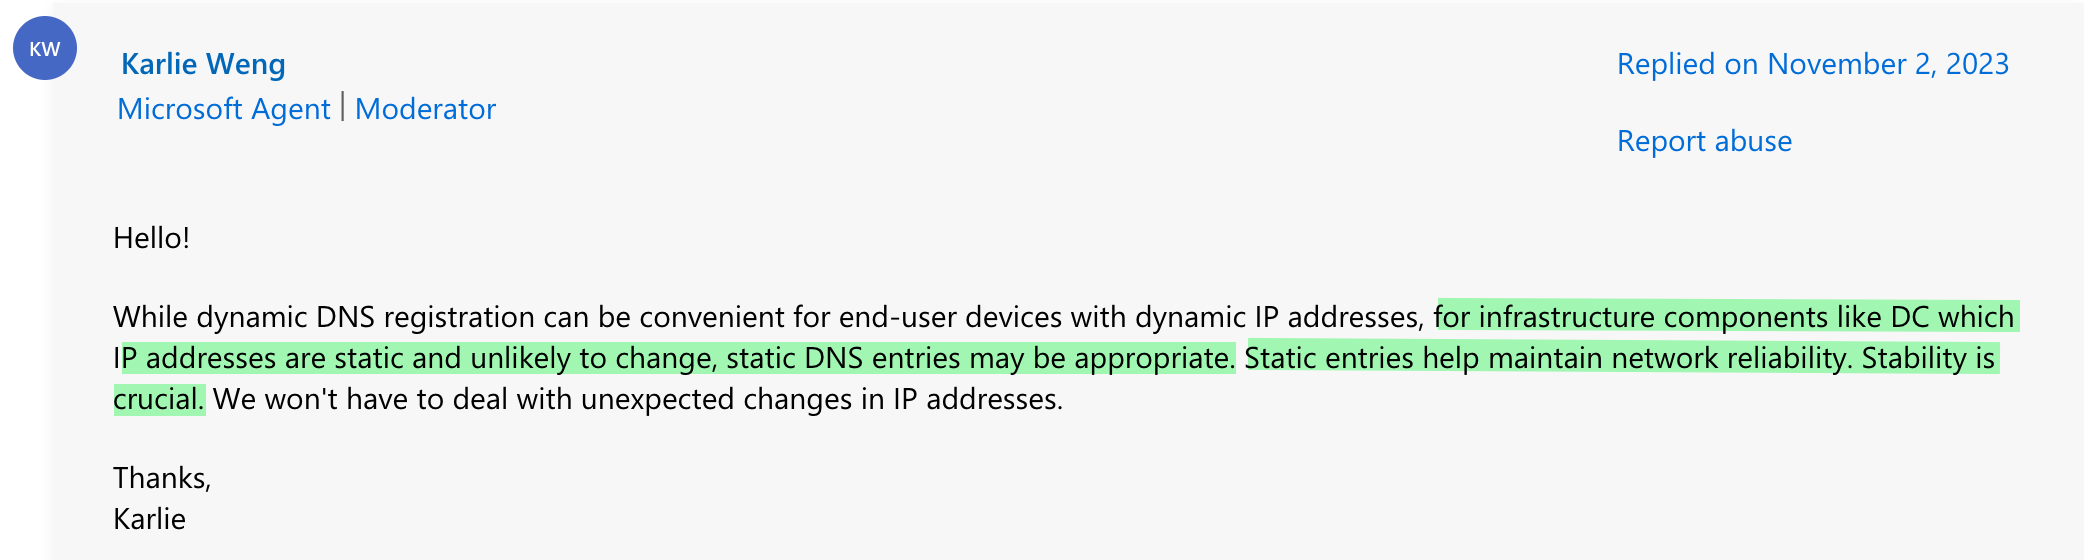 KW
Karlie Weng
Replied on November 2, 2023
Microsoft Agent | Moderator
Report abuse
Hello!
While dynamic DNS registration can be convenient for end-user devices with dynamic IP addresses, for infrastructure components like DC which
IP addresses are static and unlikely to change, static DNS entries may be appropriate. Static entries help maintain network reliability. Stability is
crucial. We won't have to deal with unexpected changes in IP addresses.
Thanks,
Karlie